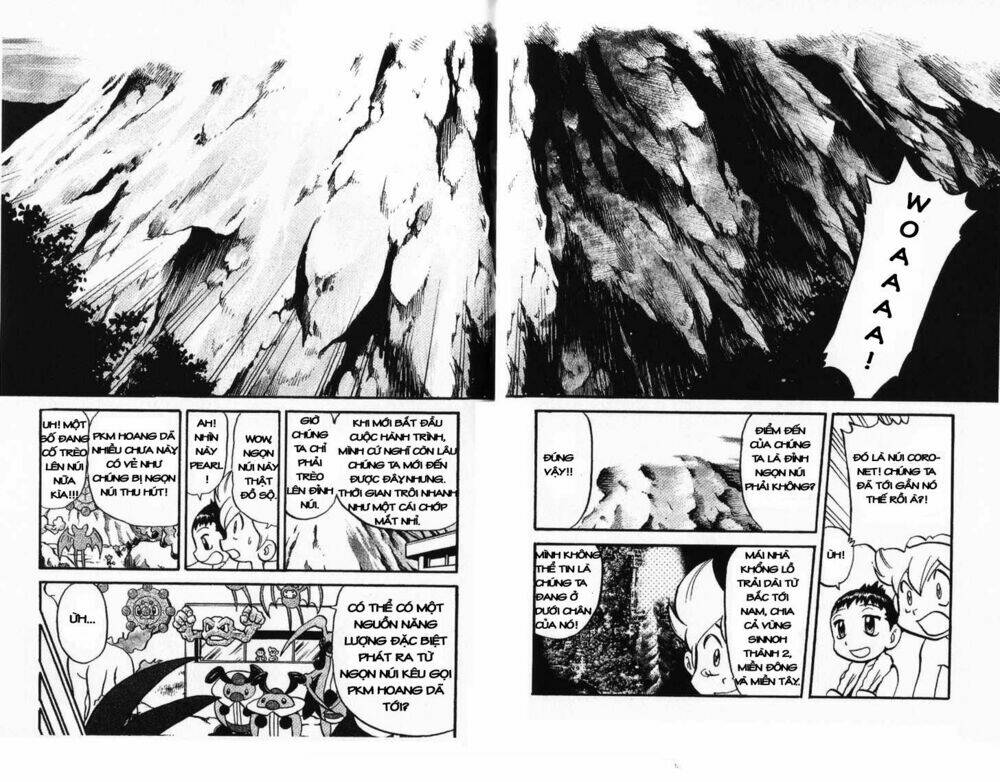 WOAAAA!
ĐÓ LÀ NÚI CORO-
NET! CHÚNG TA
ĐÃ TỚI GẦN NÓ
THẾ RỒI Á?!
ỪH!
ĐIỂM ĐẾN
CỦA CHÚNG
TA LÀ ĐỈNH
NGỌN NÚI
PHẢI KHÔNG?
ĐÚNG
VẬY!!
MÁI NHÀ
KHỔNG LỒ
TRẢI DÀI TỪ
BẮC TỚI
NAM, CHIA
CẢ VÙNG
SINNOH
THÀNH 2,
MIỀN ĐÔNG
VÀ MIỀN TÂY.
MÌNH KHÔNG
THỂ TIN LÀ
CHÚNG TA
ĐANG Ở
DƯỚI CHÂN
CỦA NÓ!
KHI MỚI BẮT ĐẦU
CUỘC HÀNH TRÌNH,
MÌNH CỨ NGHĨ CÒN LÂU
CHÚNG TA MỚI ĐẾN
ĐƯỢC ĐÂY NHƯNG.
THỜI GIAN TRÔI NHANH
NHƯ MỘT CÁI CHỚP
MẮT NHỈ.
GIỜ
CHÚNG
TA CHỈ
PHẢI
TRÈO
LÊN ĐỈNH
NÚI.
WOW,
NGỌN
NÚI NÀY
THẬT
ĐỒ SỘ.
AH!
NHÌN
NÀY
PEARL!
PKM HOANG DÃ
NHIỀU CHƯA NÀY
CÓ VẺ NHƯ
CHÚNG BỊ NGỌN
NÚI THU HÚT!
UH! MỘT
SỐ ĐANG
CỐ TRÈO
LÊN NÚI
NỮA
KÌA!!!
CÓ THỂ CÓ MỘT
NGUỒN NĂNG
LƯỢNG ĐẶC BIỆT
PHÁT RA TỪ
NGỌN NÚI KÊU GỌI
PKM HOANG DÃ
TỚI?
ỪH...